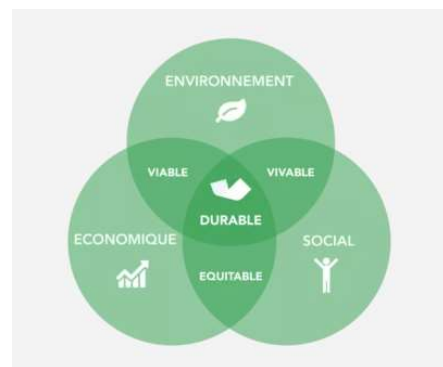 ENVIRONNEMENT
VIABLE
VIVABLE
DURABLE
ECONOMIQUE
SOCIAL
EQUITABLE